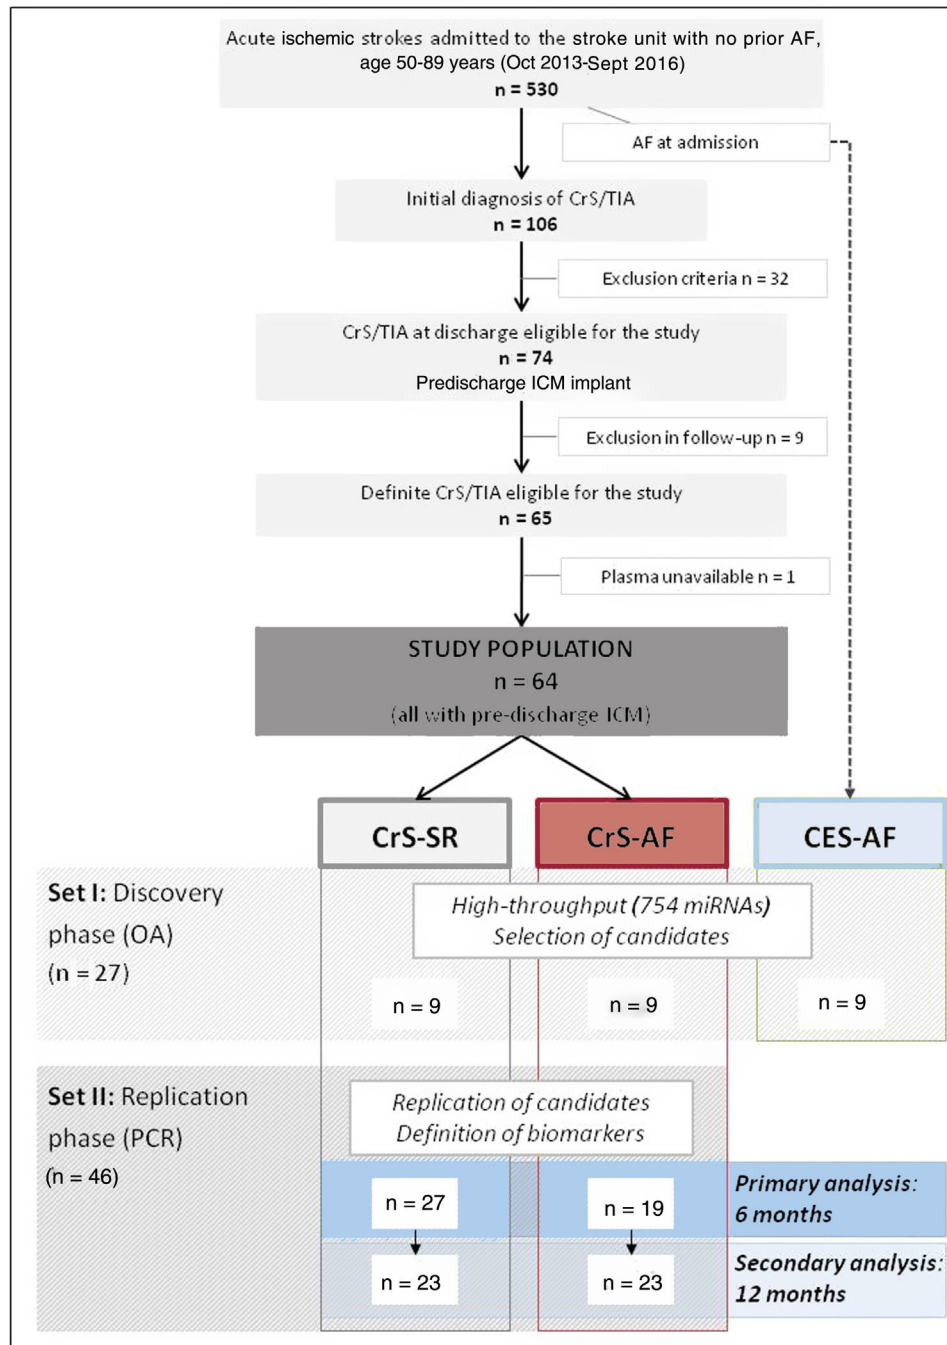 Acute ischemic strokes admitted to the stroke unit with no prior AF,
age 50-89 years (Oct 2013-Sept 2016)
n = 530
AF at admission
Initial diagnosis of CrS/TIA
n = 106
Exclusion criteria n = 32
CrS/TIA at discharge eligible for the study
n = 74
Predischarge ICM implant
Exclusion in follow-up n = 9
Definite CrS/TIA eligible for the study
n = 65
Plasma unavailable n = 1
STUDY POPULATION
n = 64
(all with pre-discharge ICM)
CrS-SR
CrS-AF
CES-AF
Set I: Discovery
phase (OA)
(n = 27)
High-throughput (754 miRNAs)
Selection of candidates
n = 9
n = 9
n = 9
Set II: Replication
phase (PCR)
(n = 46)
Replication of candidates
Definition of biomarkers
n = 27
n = 19
Primary analysis:
6 months
n = 23
n = 23
Secondary analysis:
12 months